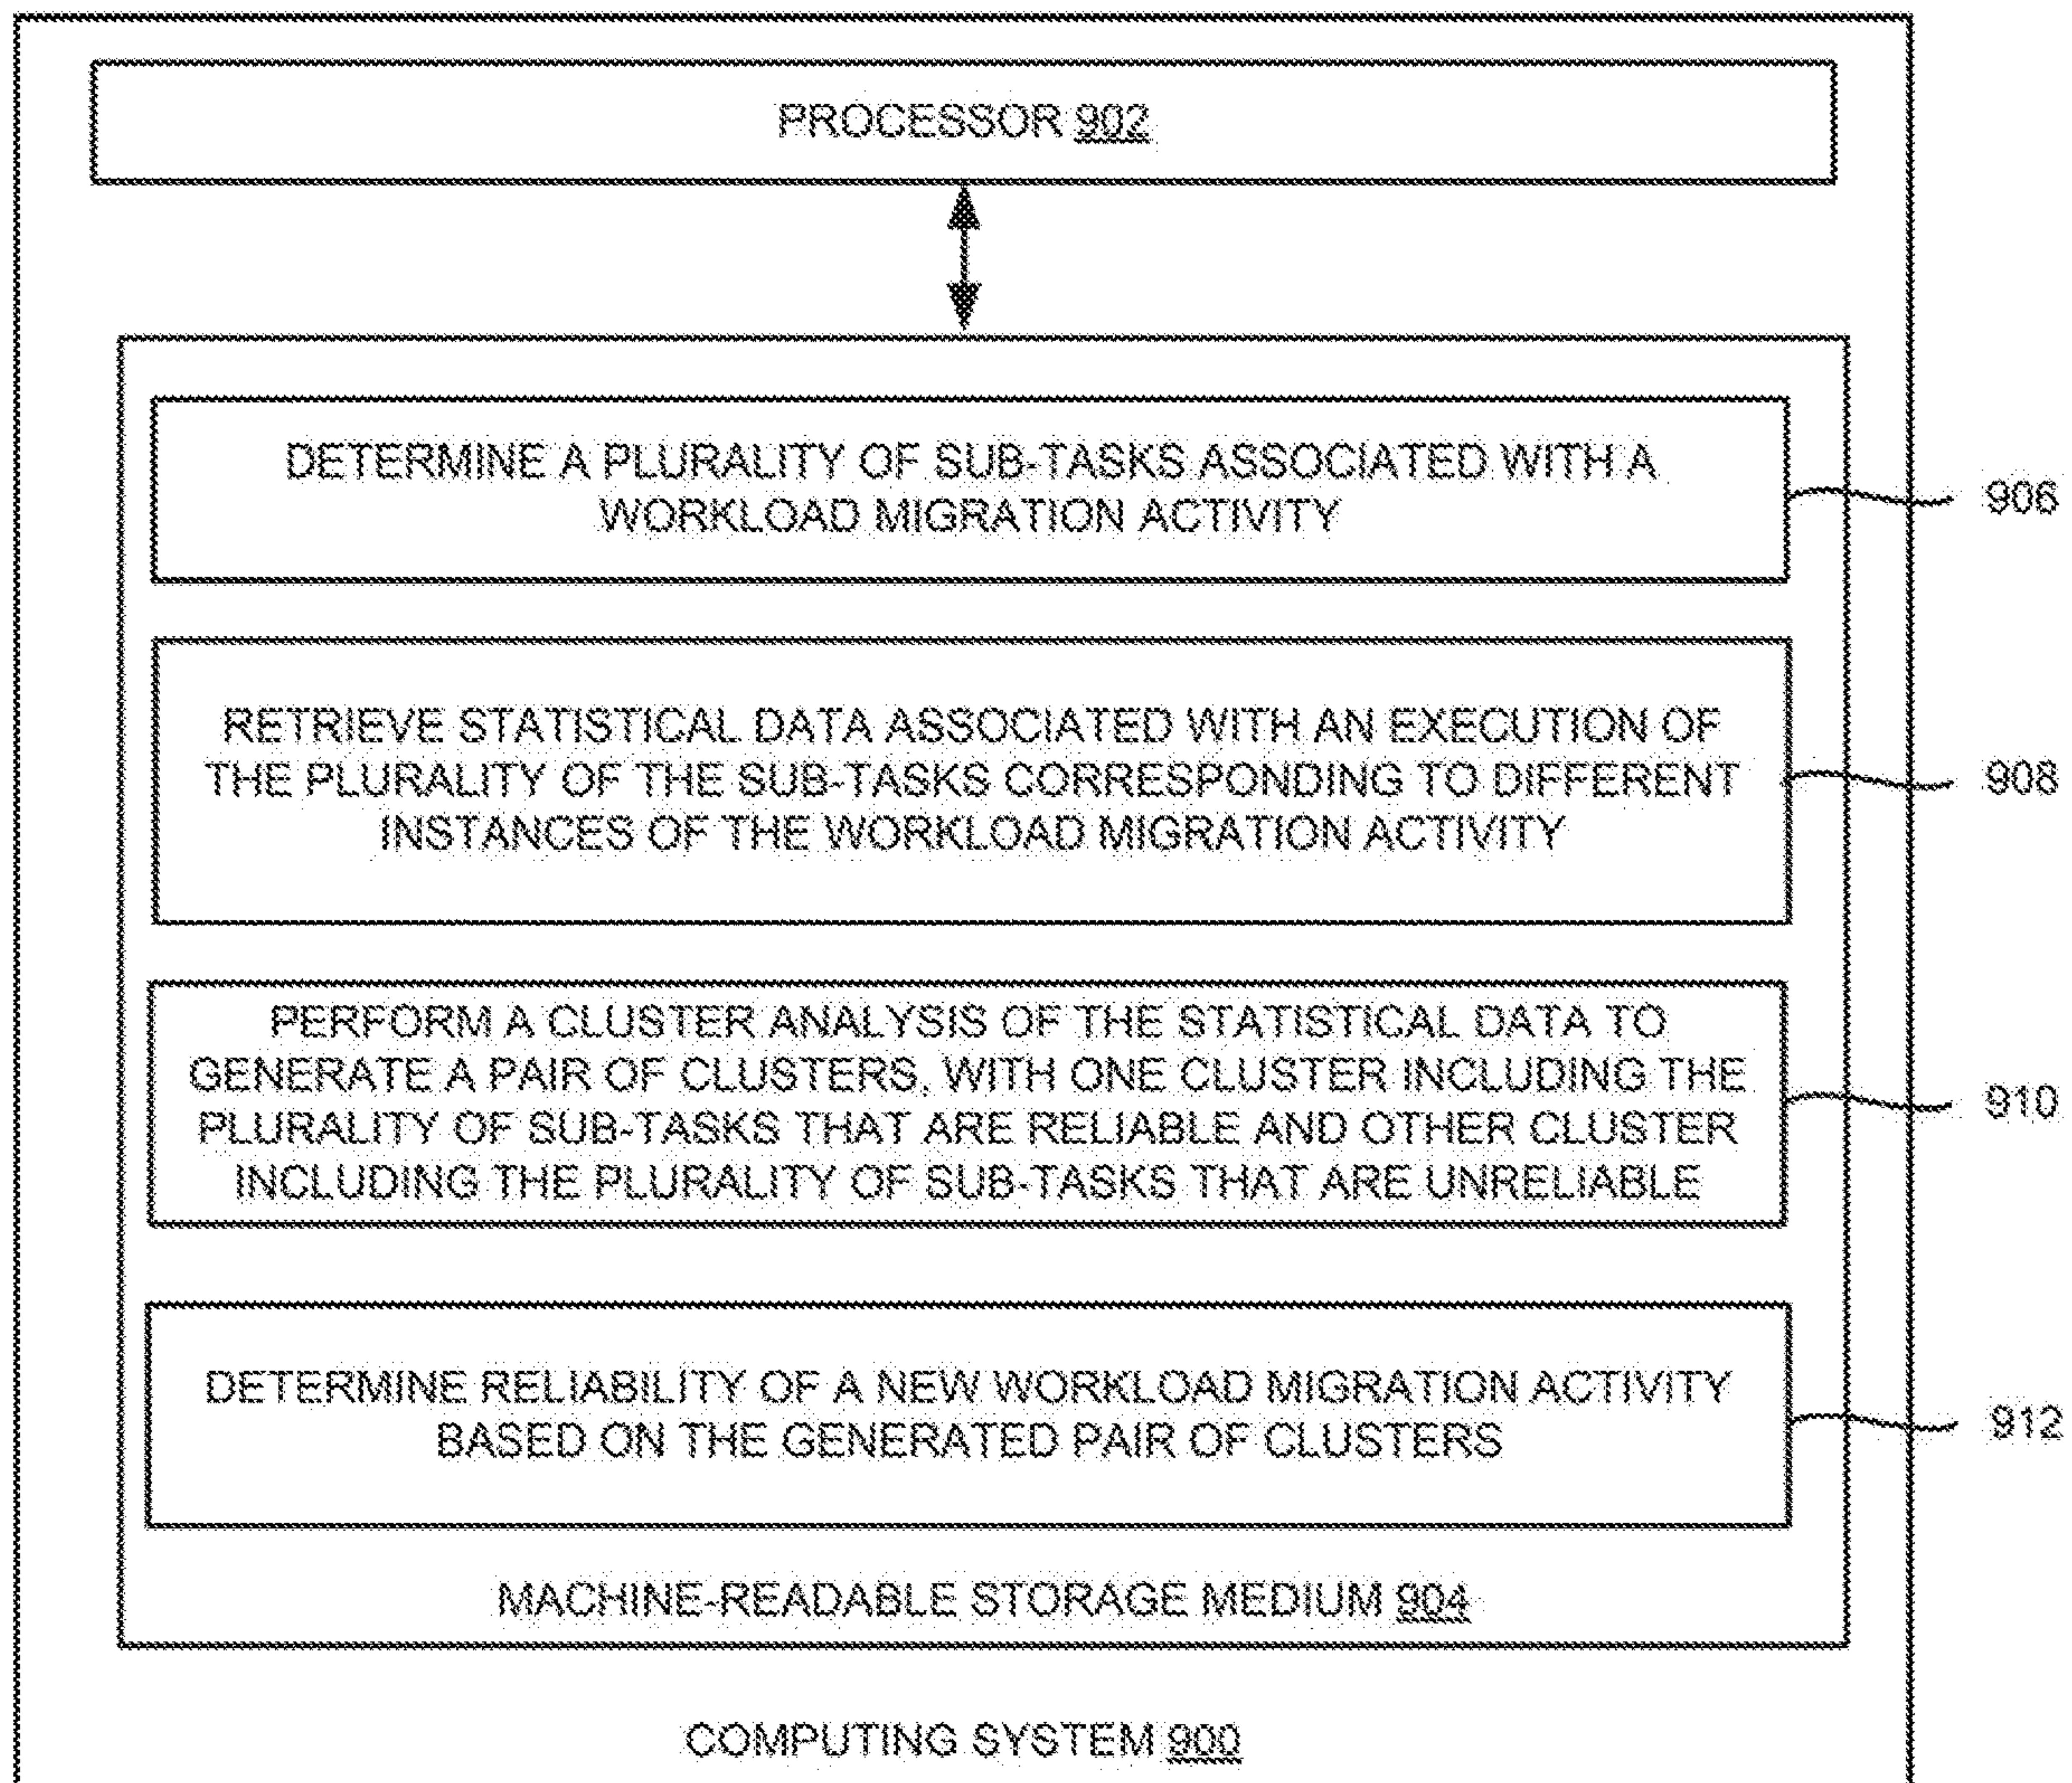 PROCESSOR 902
DETERMINE A PLURALITY OF SUB-TASKS ASSOCIATED WITH A
WORKLOAD MIGRATION ACTIVITY
906
RETRIEVE STATISTICAL DATA ASSOCIATED WITH AN EXECUTION OF
THE PLURALITY OF THE SUB-TASKS CORRESPONDING TO DIFFERENT
INSTANCES OF THE WORKLOAD MIGRATION ACTIVITY
908
PERFORM A CLUSTER ANALYSIS OF THE STATISTICAL DATA TO
GENERATE A PAIR OF CLUSTERS, WITH ONE CLUSTER INCLUDING THE
PLURALITY OF SUB-TASKS THAT ARE RELIABLE AND OTHER CLUSTER
INCLUDING THE PLURALITY OF SUB-TASKS THAT ARE UNRELIABLE
910
DETERMINE RELIABILITY OF A NEW WORKLOAD MIGRATION ACTIVITY
BASED ON THE GENERATED PAIR OF CLUSTERS
912
MACHINE-READABLE STORAGE MEDIUM 904
COMPUTING SYSTEM 900